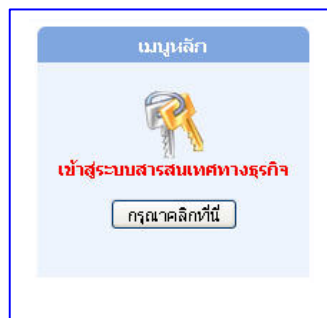 เมนูหลัก
เข้าสู่ระบบสารสนเทศทางธุรกิจ
กรุณาคลิกที่นี่